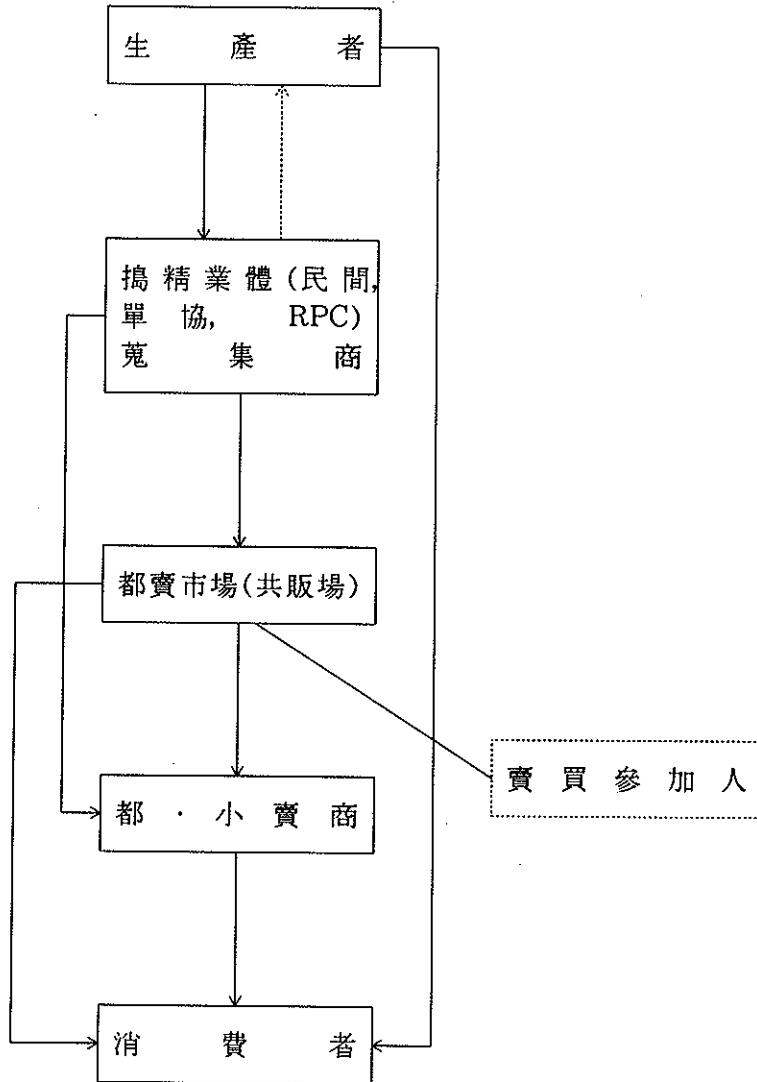 生 產 者
搗精業體(民間,
單協, RPC)
蒐集商
都賣市場(共販場)
賣買參加人
都 · 小賣商
消費者